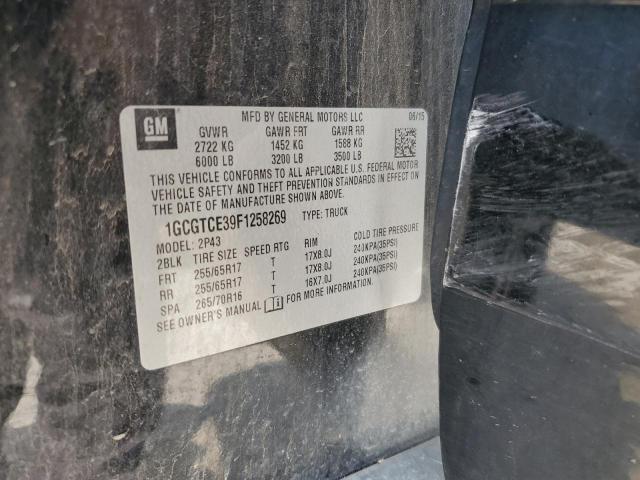 GM
MFD BY GENERAL MOTORS LLC 06/15
GVWR GAWR FRT GAWR RR
2722 KG 1452 KG 1588 KG
6000 LB 3200 LB 3500 LB
THIS VEHICLE CONFORMS TO ALL APPLICABLE U.S. FEDERAL MOTOR
VEHICLE SAFETY AND THEFT PREVENTION STANDARDS IN EFFECT ON
THE DATE OF MANUFACTURE SHOWN ABOVE.
1GCGTCE39F1258269 TYPE: TRUCK
MODEL: 2P43
2BLK TIRE SIZE SPEED RTG RIM COLD TIRE PRESSURE
FRT 255/65R17 T 17X8.0J 240KPA(35PSI)
RR 255/65R17 T 17X8.0J 240KPA(35PSI)
SPA 265/70R16 T 16X7.0J 240KPA(35PSI)
SEE OWNER'S MANUAL FOR MORE INFORMATION.